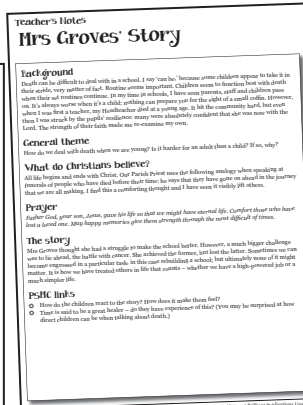 Teacher's Notes
Mrs Groves' Story
Background
Death can be difficult to deal with in a school, I say 'can be,' because some children appear to take it in
their stride, very matter of fact. Routine seems important. Children seem to function best with death
when their set routines continue. In my time in schools, I have seen parents, staff and children pass
on. It's always worse when it's a child: nothing can prepare you for the sight of a small coffin. However,
when I was first a teacher, my Headteacher died at a young age. It hit the community hard, but even
then I was struck by the pupils' resilience: many were absolutely confident that she was now with the
Lord. The strength of their faith made me re-examine my own.
General theme
How do we deal with death when we are young? Is it harder for an adult than a child? If so, why?
What do Christians believe?
All life begins and ends with Christ. Our Parish Priest uses the following analogy when speaking at
funerals of people who have died before their time: he says that they have gone on ahead in the journey
that we are all making. I find this a comforting thought and I have seen it visibly lift others.
Prayer
Father God, your son, Jesus, gave his life so that we might have eternal life. Comfort those who have
lost a loved one. May happy memories give them strength through the most difficult of times.
The story
Mrs Groves thought she had a struggle to make the school better. However, a much bigger challenge
was to lie ahead, the battle with cancer. She achieved the former, but lost the latter. Sometimes we can
become engrossed in a particular task, in this case rebuilding a school; but ultimately none of it might
matter. It is how we have treated others in life that counts – whether we have a high-powered job or a
much simpler life.
PSHC links
How do the children react to the story? How does it make them feel?
Time is said to be a great healer – do they have experience of this? (You may be surprised at how
direct children can be when talking about death.)